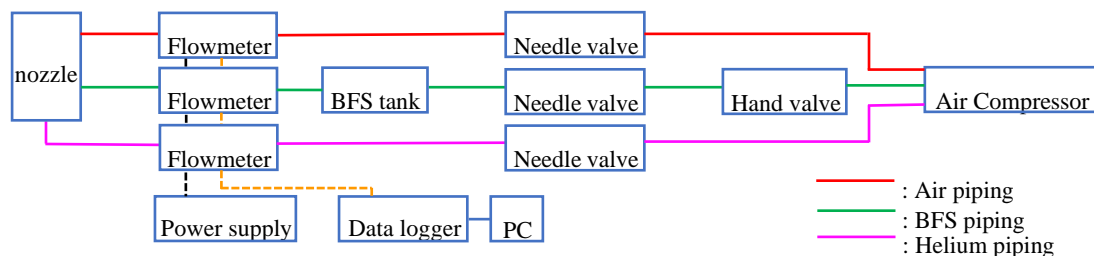 Flowmeter
Needle valve
nozzle
Flowmeter
BFS tank
Needle valve
Hand valve
Air Compressor
Flowmeter
Needle valve
Power supply
Data logger
PC
: Air piping
: BFS piping
: Helium piping